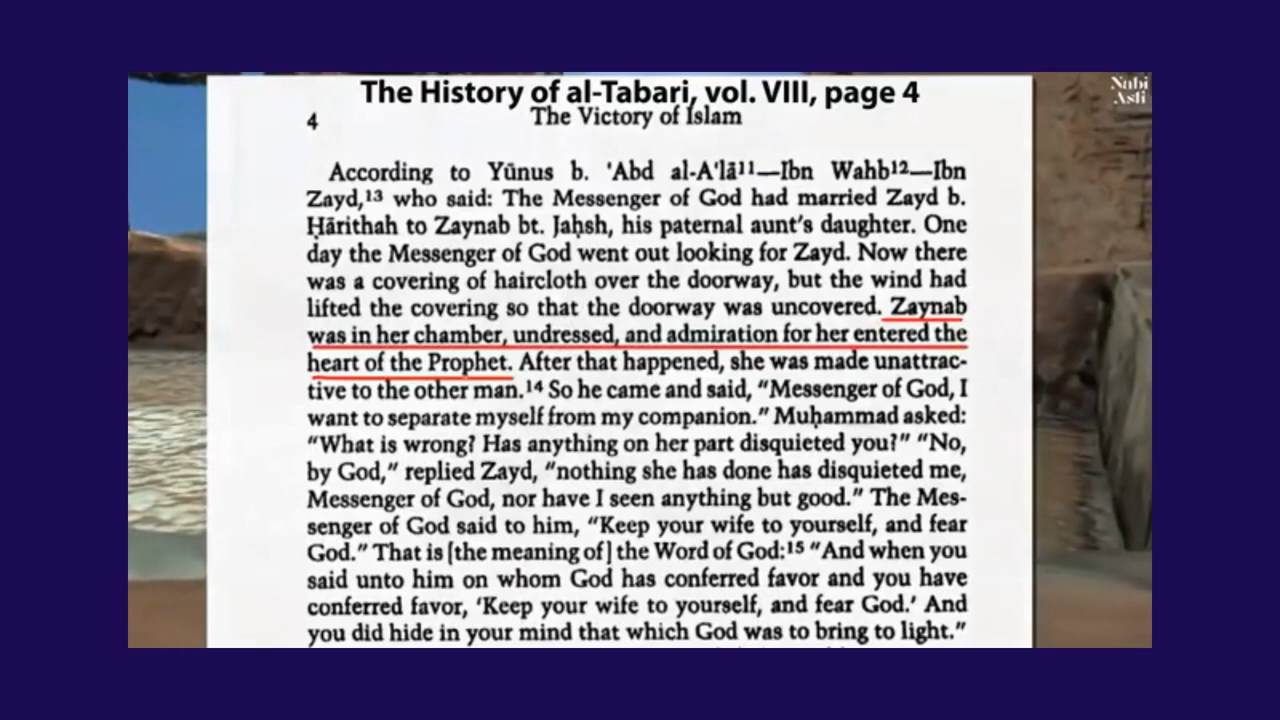 The History of al-Tabari, vol. VIII, page 4
Nabi
Asli
4
The Victory of Islam
According to Yūnus b. 'Abd al-A'lā11—Ibn Wahb12—Ibn
Zayd,13 who said: The Messenger of God had married Zayd b.
Ḥārithah to Zaynab bt. Jaḥsh, his paternal aunt's daughter. One
day the Messenger of God went out looking for Zayd. Now there
was a covering of haircloth over the doorway, but the wind had
lifted the covering so that the doorway was uncovered. Zaynab
was in her chamber, undressed, and admiration for her entered the
heart of the Prophet. After that happened, she was made unattrac-
tive to the other man.14 So he came and said, "Messenger of God, I
want to separate myself from my companion." Muḥammad asked:
"What is wrong? Has anything on her part disquieted you?" "No,
by God," replied Zayd, "nothing she has done has disquieted me,
Messenger of God, nor have I seen anything but good." The Mes-
senger of God said to him, "Keep your wife to yourself, and fear
God." That is [the meaning of] the Word of God:15 "And when you
said unto him on whom God has conferred favor and you have
conferred favor, 'Keep your wife to yourself, and fear God.' And
you did hide in your mind that which God was to bring to light."